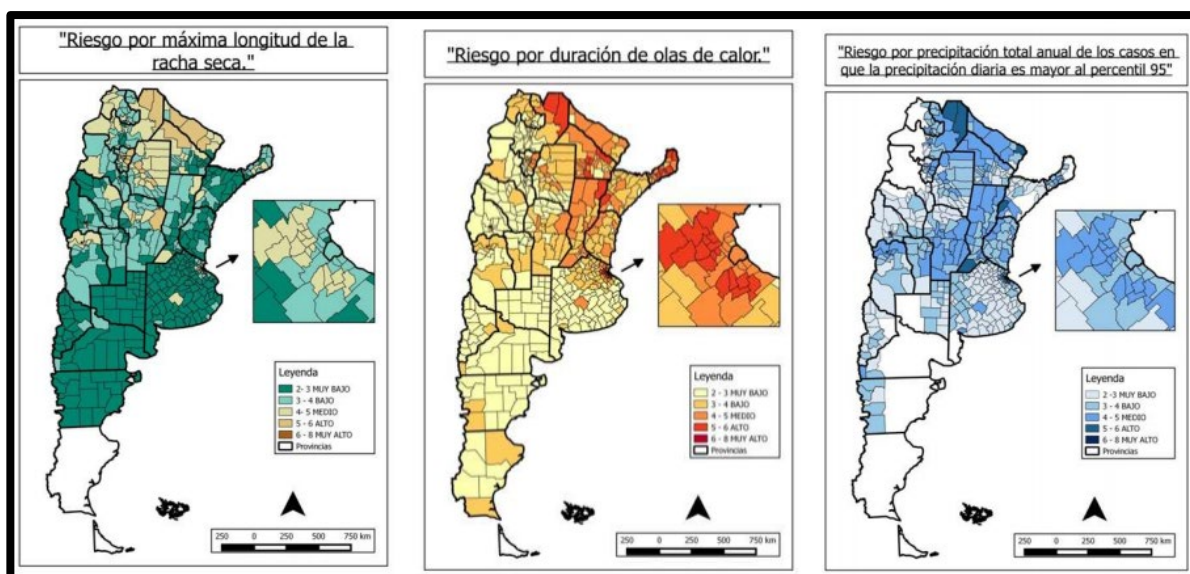 "Riesgo por máxima longitud de la
racha seca."
Leyenda
2- 3 MUY BAJO
3 - 4 BAJO
4- 5 MEDIO
5 - 6 ALTO
6 - 8 MUY ALTO
Provincias
250 0 250 500 750 km
"Riesgo por duración de olas de calor."
Leyenda
2 - 3 MUY BAJO
3 - 4 BAJO
4 - 5 MEDIO
5 - 6 ALTO
6 - 8 MUY ALTO
Provincias
250 0 250 500 750 km
"Riesgo por precipitación total anual de los casos en
que la precipitación diaria es mayor al percentil 95"
Leyenda
2 -3 MUY BAJO
3 - 4 BAJO
4 - 5 MEDIO
5 - 6 ALTO
6 - 8 MUY ALTO
Provincias
250 0 250 500 750 km